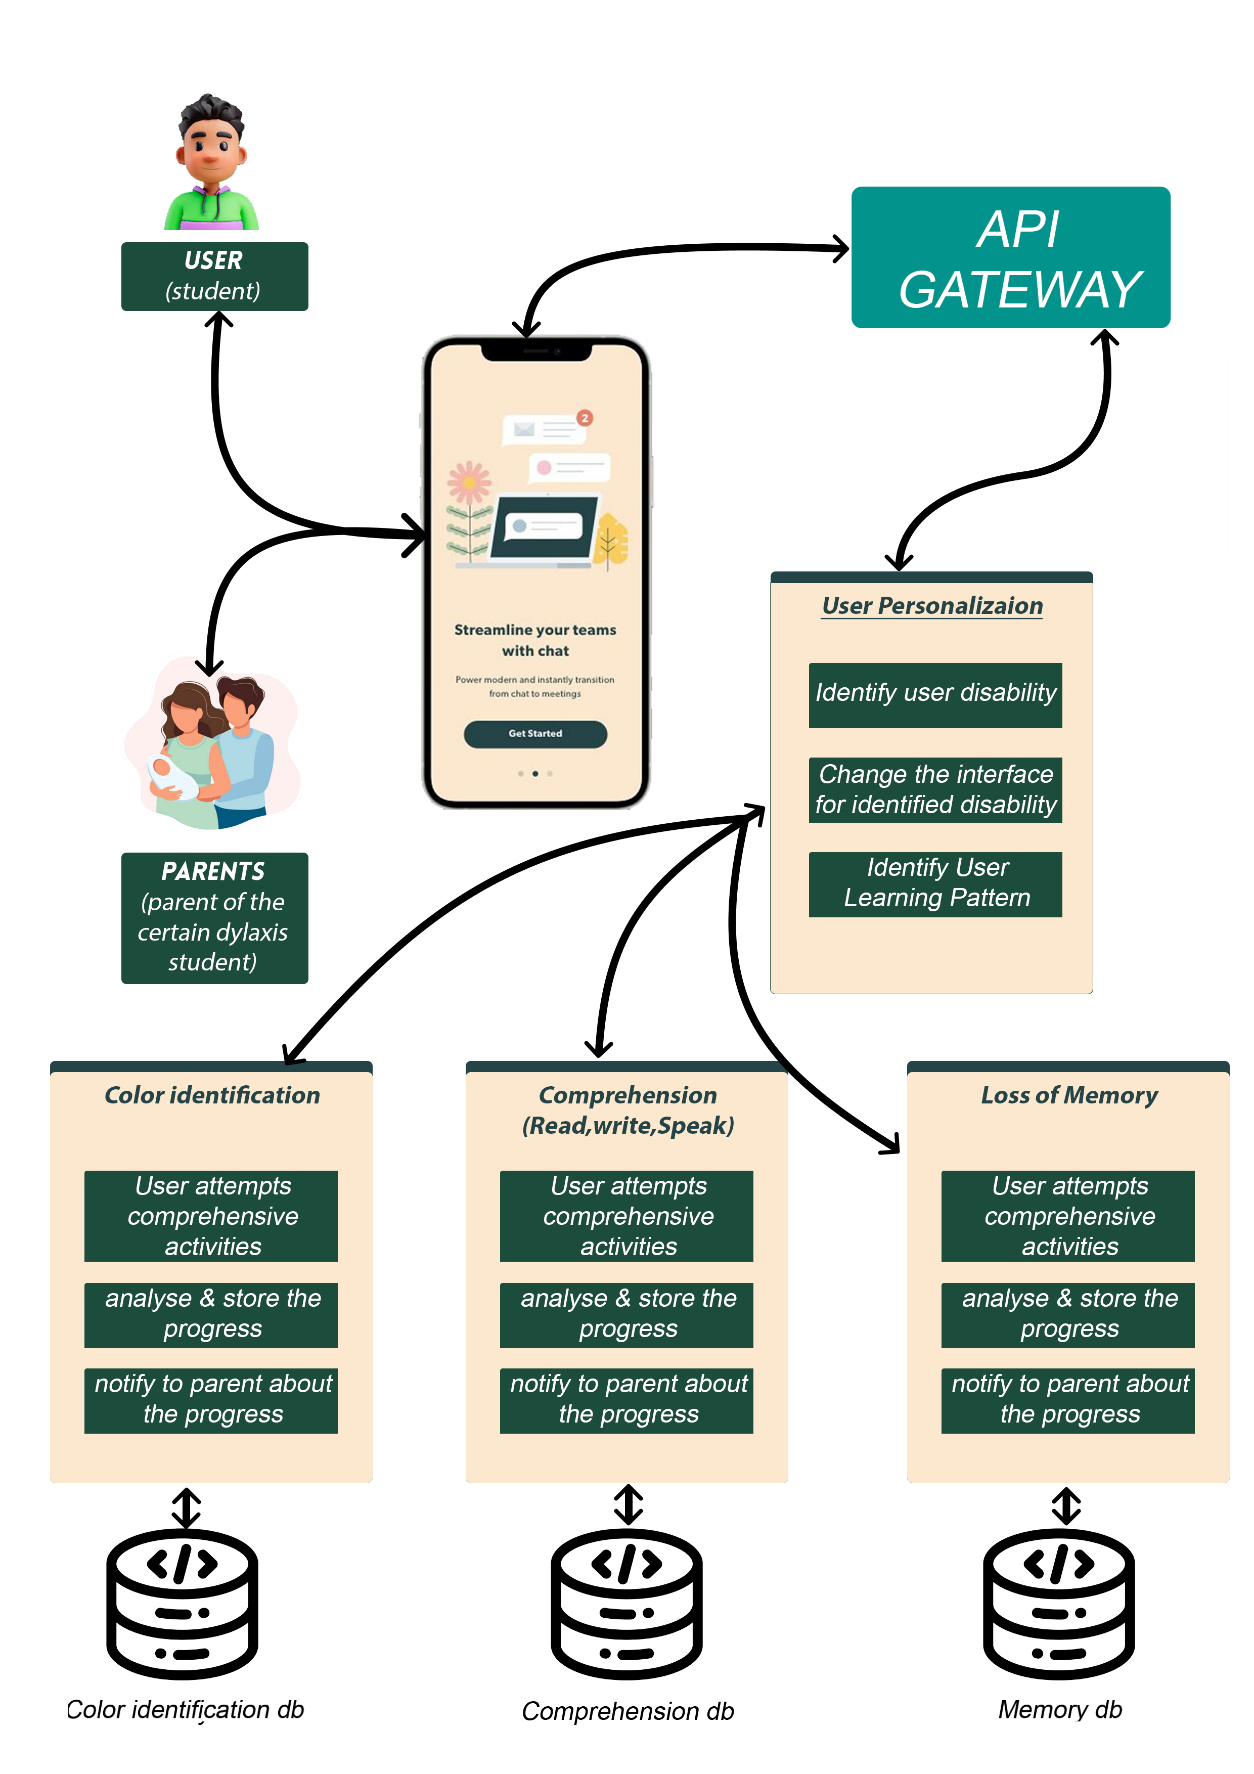 USER
(student)
API
GATEWAY
2
Streamline your teams
with chat
Power modern and instantly transition
from chat to meetings
Get Started
User Personalizaion
Identify user disability
Change the interface
for identified disability
Identify User
Learning Pattern
PARENTS
(parent of the
certain dylaxis
student)
Color identification
User attempts
comprehensive
activities
analyse & store the
progress
notify to parent about
the progress
Comprehension
(Read,write,Speak)
User attempts
comprehensive
activities
analyse & store the
progress
notify to parent about
the progress
Loss of Memory
User attempts
comprehensive
activities
analyse & store the
progress
notify to parent about
the progress
</>
</>
</>
Color identification db
Comprehension db
Memory db